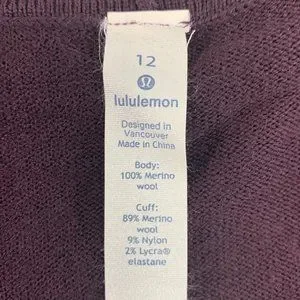 12
lululemon
Designed in
Vancouver
Made in China
Body:
100% Merino
wool
Cuff:
89% Merino
wool
9% Nylon
2% Lycra®
elastane